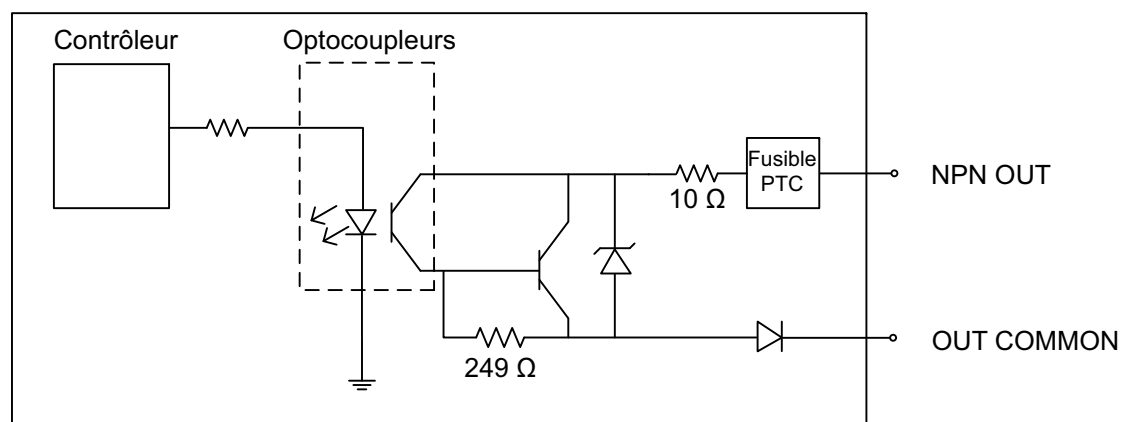 Contrôleur
Optocoupleurs
Fusible
PTC
10 Ω
NPN OUT
249 Ω
OUT COMMON